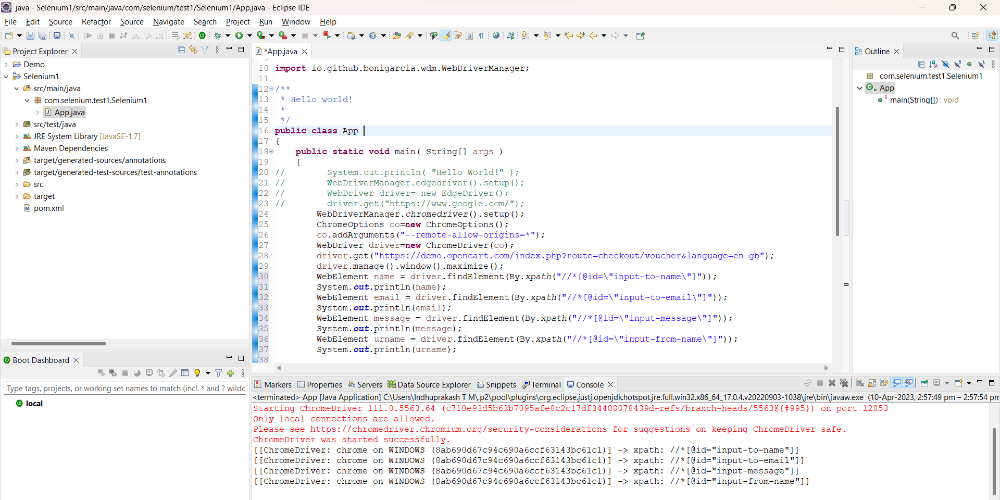 java - Selenium1/src/main/java/com/selenium/test1/Selenium1/App.java - Eclipse IDE
File Edit Source Refactor Source Navigate Search Project Run Window Help
Project Explorer
Demo
Selenium1
src/main/java
com.selenium.test1.Selenium1
App.java
src/test/java
JRE System Library [JavaSE-1.7]
Maven Dependencies
target/generated-sources/annotations
target/generated-test-sources/test-annotations
src
target
pom.xml
Boot Dashboard
Type tags, projects, or working set names to match (incl. * and ? wildc
local
*App.java
10 import io.github.bonigarcia.wdm.WebDriverManager;
11
12 /**
13 * Hello world!
14 *
15 */
16 public class App
17 {
18 public static void main( String[] args )
19 {
20 // System.out.println( "Hello World!" );
21 // WebDriverManager.edgedriver().setup();
22 // WebDriver driver= new EdgeDriver();
23 // driver.get("https://www.google.com/");
24 WebDriverManager.chromedriver().setup();
25 ChromeOptions co=new ChromeOptions();
26 co.addArguments("--remote-allow-origins=*");
27 WebDriver driver=new ChromeDriver(co);
28 driver.get("https://demo.opencart.com/index.php?route=checkout/voucher&language=en-gb");
29 driver.manage().window().maximize();
30 WebElement name = driver.findElement(By.xpath("//*[@id=\"input-to-name\"]"));
31 System.out.println(name);
32 WebElement email = driver.findElement(By.xpath("//*[@id=\"input-to-email\"]"));
33 System.out.println(email);
34 WebElement message = driver.findElement(By.xpath("//*[@id=\"input-message\"]"));
35 System.out.println(message);
36 WebElement urname = driver.findElement(By.xpath("//*[@id=\"input-from-name\"]"));
37 System.out.println(urname);
38
Outline
com.selenium.test1.Selenium1
App
main(String[]) : void
Markers Properties Servers Data Source Explorer Snippets Terminal Console
<terminated> App [Java Application] C:\Users\Indhuprakash T M\.p2\pool\plugins\org.eclipse.justj.openjdk.hotspot.jre.full.win32.x86_64_17.0.4.v20220903-1038\jre\bin\javaw.exe (10-Apr-2023, 2:57:49 pm – 2:57:54 pm
Starting ChromeDriver 111.0.5563.64 (c710e93d5b63b7095afe8c2c17df34408078439d-refs/branch-heads/5563@{#995}) on port 12853
Only local connections are allowed.
Please see https://chromedriver.chromium.org/security-considerations for suggestions on keeping ChromeDriver safe.
ChromeDriver was started successfully.
[[ChromeDriver: chrome on WINDOWS (8ab690d67c94c690a6ccf63143bc61c1)] -> xpath: //*[@id="input-to-name"]]
[[ChromeDriver: chrome on WINDOWS (8ab690d67c94c690a6ccf63143bc61c1)] -> xpath: //*[@id="input-to-email"]]
[[ChromeDriver: chrome on WINDOWS (8ab690d67c94c690a6ccf63143bc61c1)] -> xpath: //*[@id="input-message"]]
[[ChromeDriver: chrome on WINDOWS (8ab690d67c94c690a6ccf63143bc61c1)] -> xpath: //*[@id="input-from-name"]]